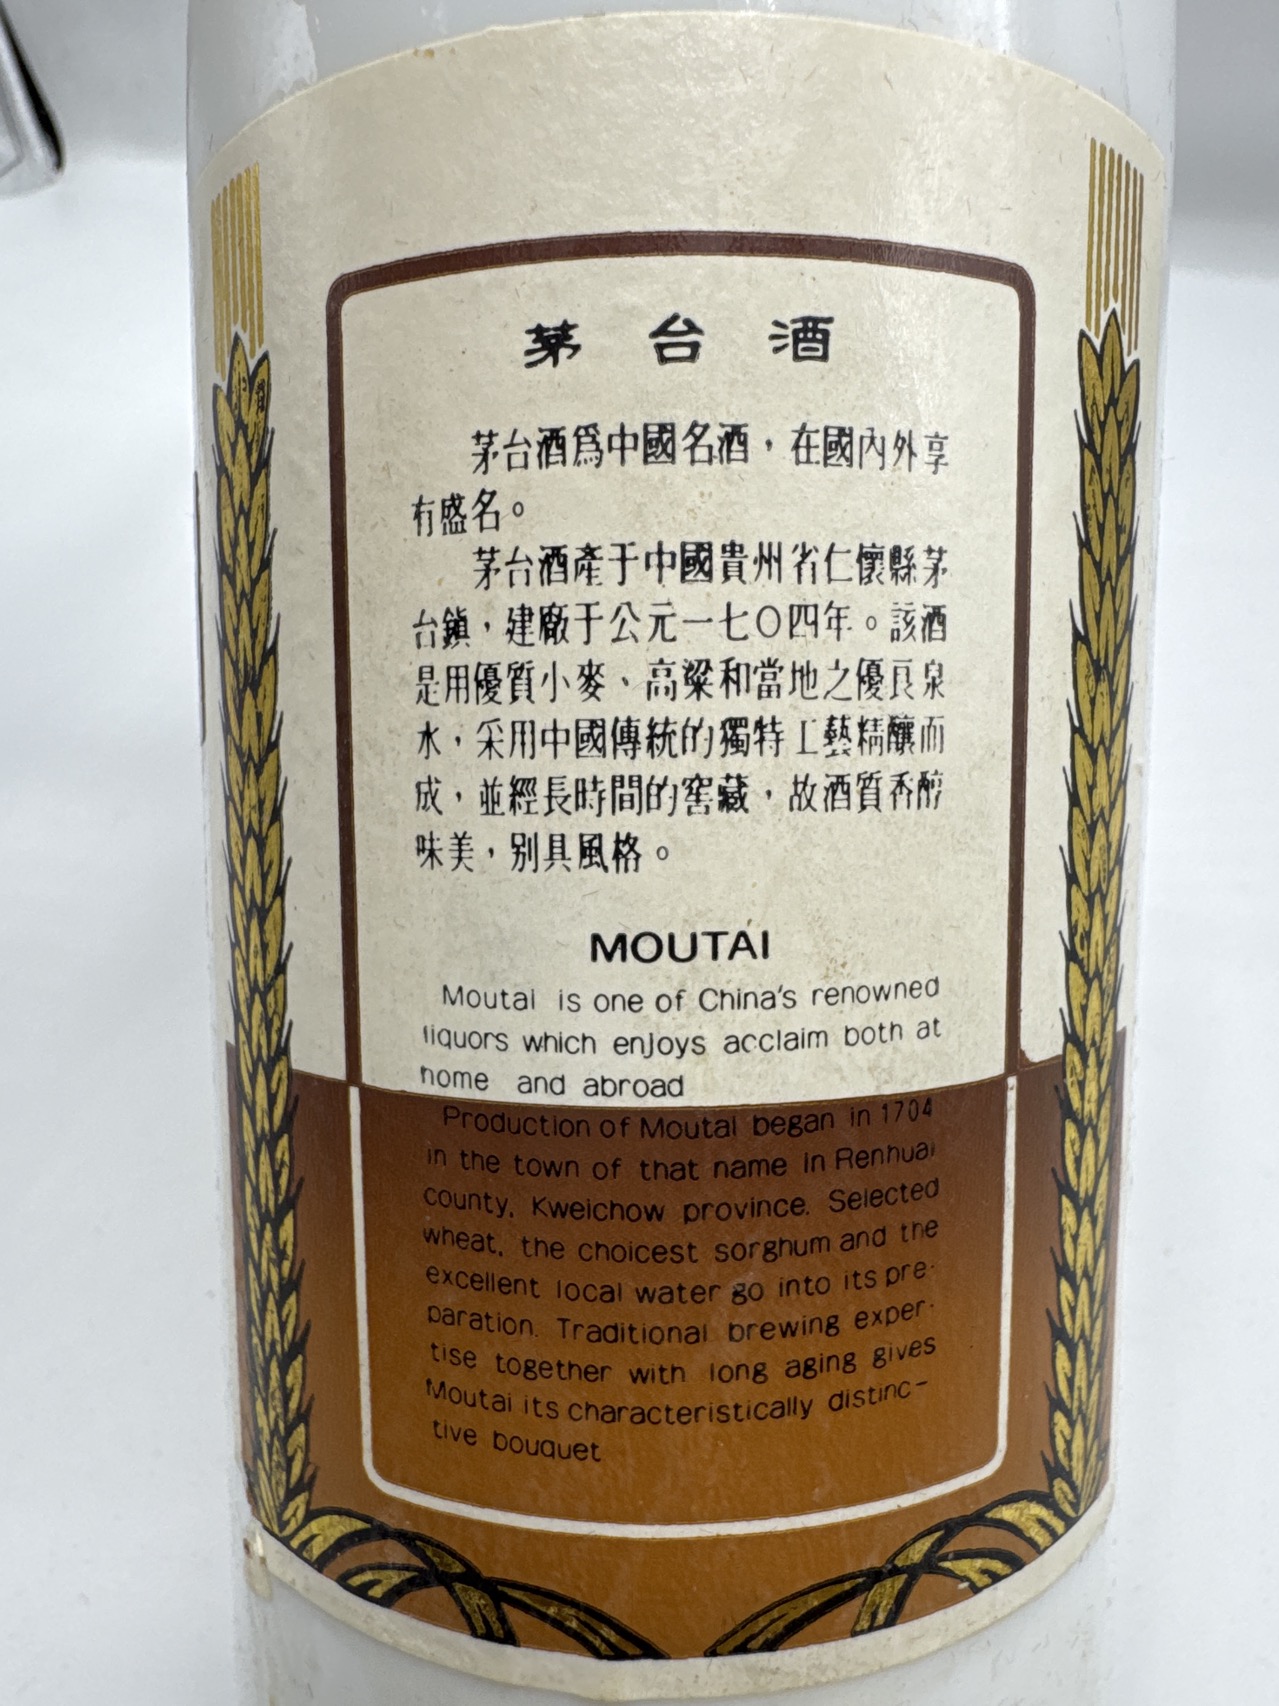 茅台酒
茅台酒爲中國名酒，在國內外享
有盛名。
茅台酒產于中國貴州省仁懷縣茅
台鎮，建廠于公元一七〇四年。該酒
是用優質小麥、高粱和當地之優良泉
水，采用中國傳統的獨特工藝精釀而
成，並經長時間的窖藏，故酒質香醇
味美，别具風格。
MOUTAI
Moutai is one of China's renowned
liquors which enjoys acclaim both at
home and abroad
Production of Moutai began in 1704
in the town of that name in Renhuai
county, Kweichow province. Selected
wheat, the choicest sorghum and the
excellent local water go into its pre-
paration. Traditional brewing exper-
tise together with long aging gives
Moutai its characteristically distinc-
tive bouquet